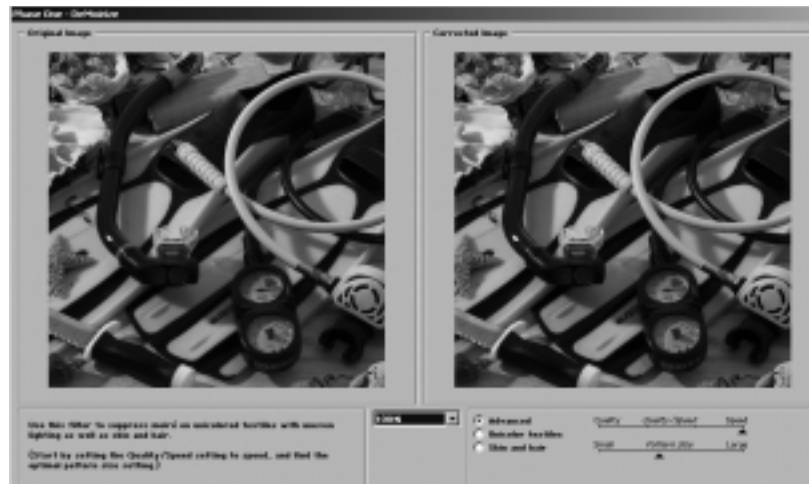 Phase One - DeMoirize
Original Image
Corrected Image
Use this filter to suppress moiré on unicolored textiles with uneven
lighting as well as skin and hair.
(Start by setting the Quality/Speed setting to speed, and find the
optimal pattern size setting.)
100%
Advanced
Unicolor textiles
Skin and hair
Quality Quality/Speed Speed
Small Pattern Size Large